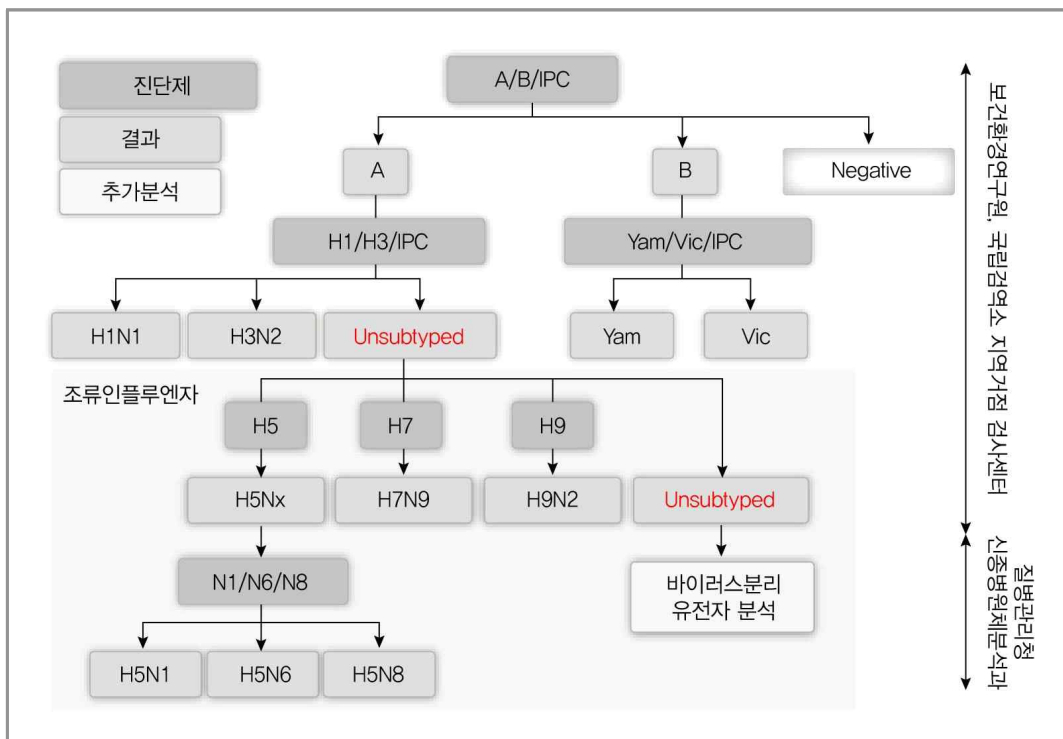 진단제
결과
추가분석
A/B/IPC
A
B
Negative
H1/H3/IPC
Yam/Vic/IPC
H1N1
H3N2
Unsubtyped
Yam
Vic
조류인플루엔자
H5
H7
H9
H5Nx
H7N9
H9N2
Unsubtyped
N1/N6/N8
바이러스분리
유전자 분석
H5N1
H5N6
H5N8
보건환경연구원, 국립검역소 지역거점 검사센터
질병관리청
신종병원체분석과